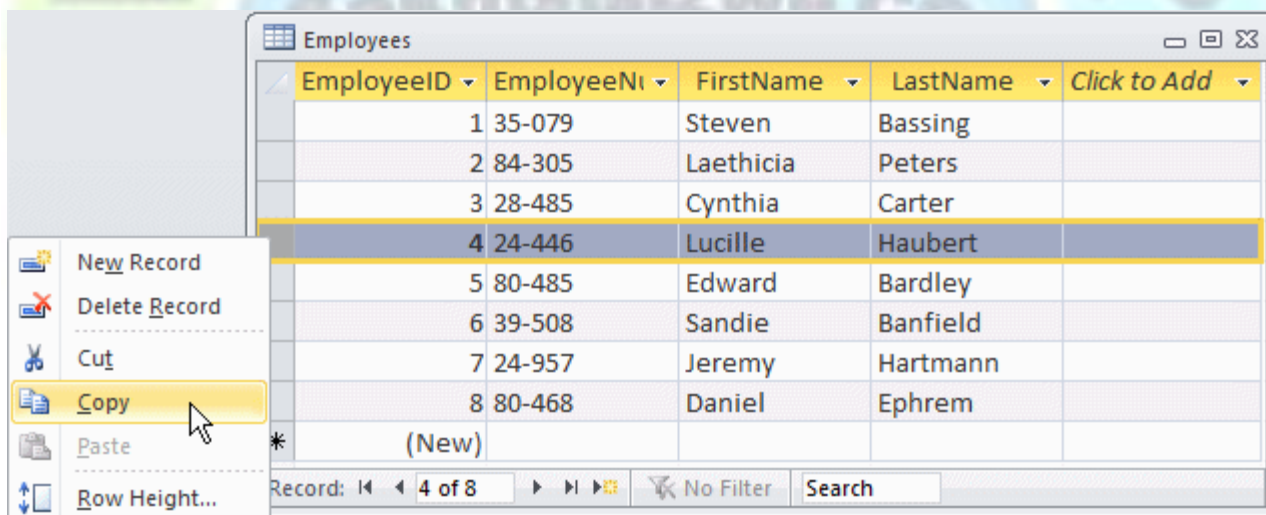 Employees
EmployeeID EmployeeNu FirstName LastName Click to Add
1 35-079 Steven Bassing
2 84-305 Laethicia Peters
3 28-485 Cynthia Carter
4 24-446 Lucille Haubert
5 80-485 Edward Bardley
6 39-508 Sandie Banfield
7 24-957 Jeremy Hartmann
8 80-468 Daniel Ephrem
(New)
Record: 4 of 8 No Filter Search
New Record
Delete Record
Cut
Copy
Paste
Row Height...